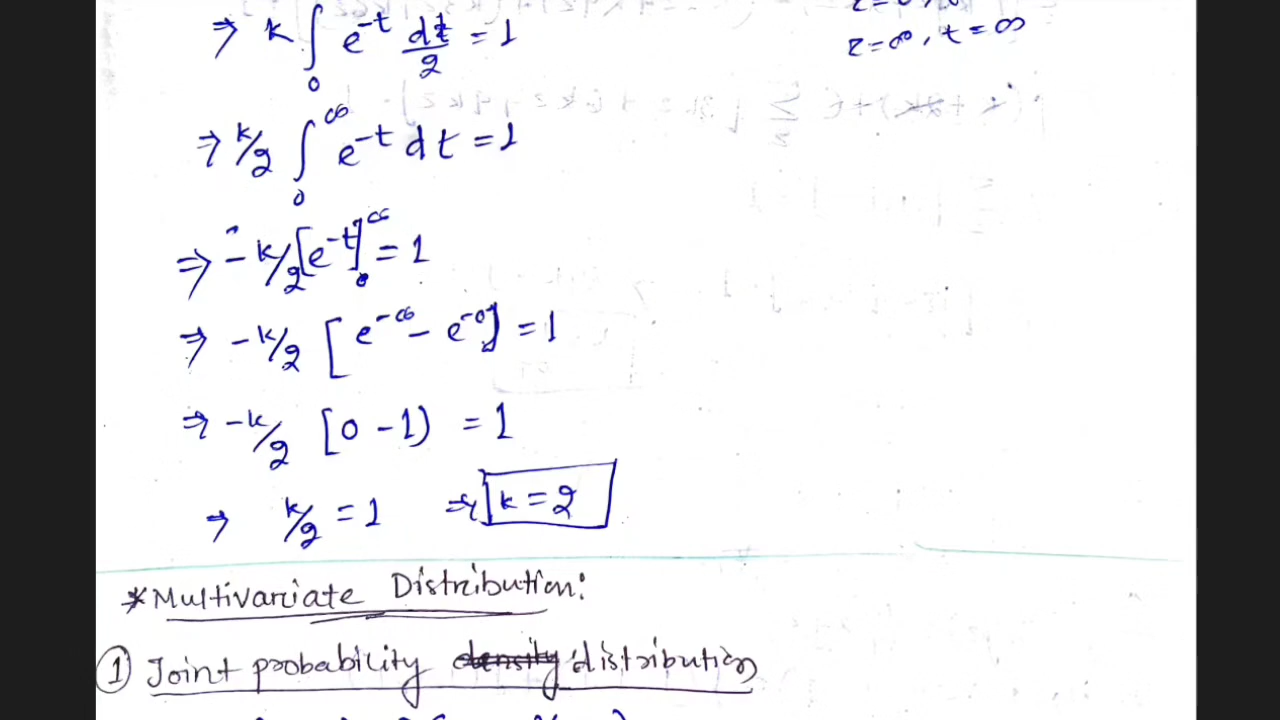 ⇒ k ∫₀ e^{-t} dt/2 = 1
z=∞, t=∞
⇒ k/2 ∫₀^∞ e^{-t} dt = 1
⇒ -k/2 [e^{-t}]₀^∞ = 1
⇒ -k/2 [e^{-∞} - e^{-0}] = 1
⇒ -k/2 [0 - 1) = 1
⇒ k/2 = 1 ⇒ k = 2
*Multivariate Distribution:
① Joint probability density distribution